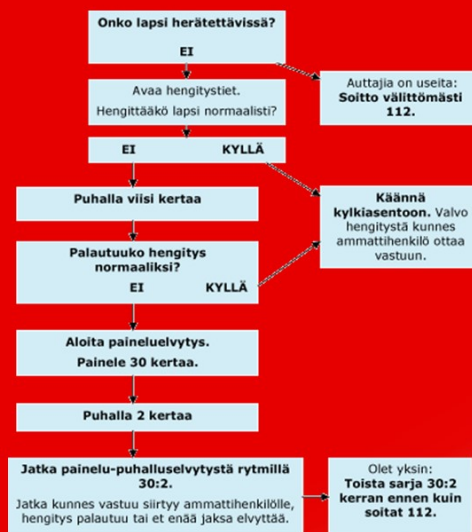 Onko lapsi herätettävissä?
EI
Avaa hengitystiet.
Hengittääkö lapsi normaalisti?
Auttajia on useita:
Soitto välittömästi
112.
EI KYLLÄ
Puhalla viisi kertaa
Käännä
kylkiasentoon. Valvo
hengitystä kunnes
ammattihenkilö ottaa
vastuun.
Palautuuko hengitys
normaaliksi?
EI KYLLÄ
Aloita paineluelvytys.
Painele 30 kertaa.
Puhalla 2 kertaa
Jatka painelu-puhalluselvytystä rytmillä
30:2.
Jatka kunnes vastuu siirtyy ammattihenkilölle,
hengitys palautuu tai et enää jaksa elvyttää.
Olet yksin:
Toista sarja 30:2
kerran ennen kuin
soitat 112.